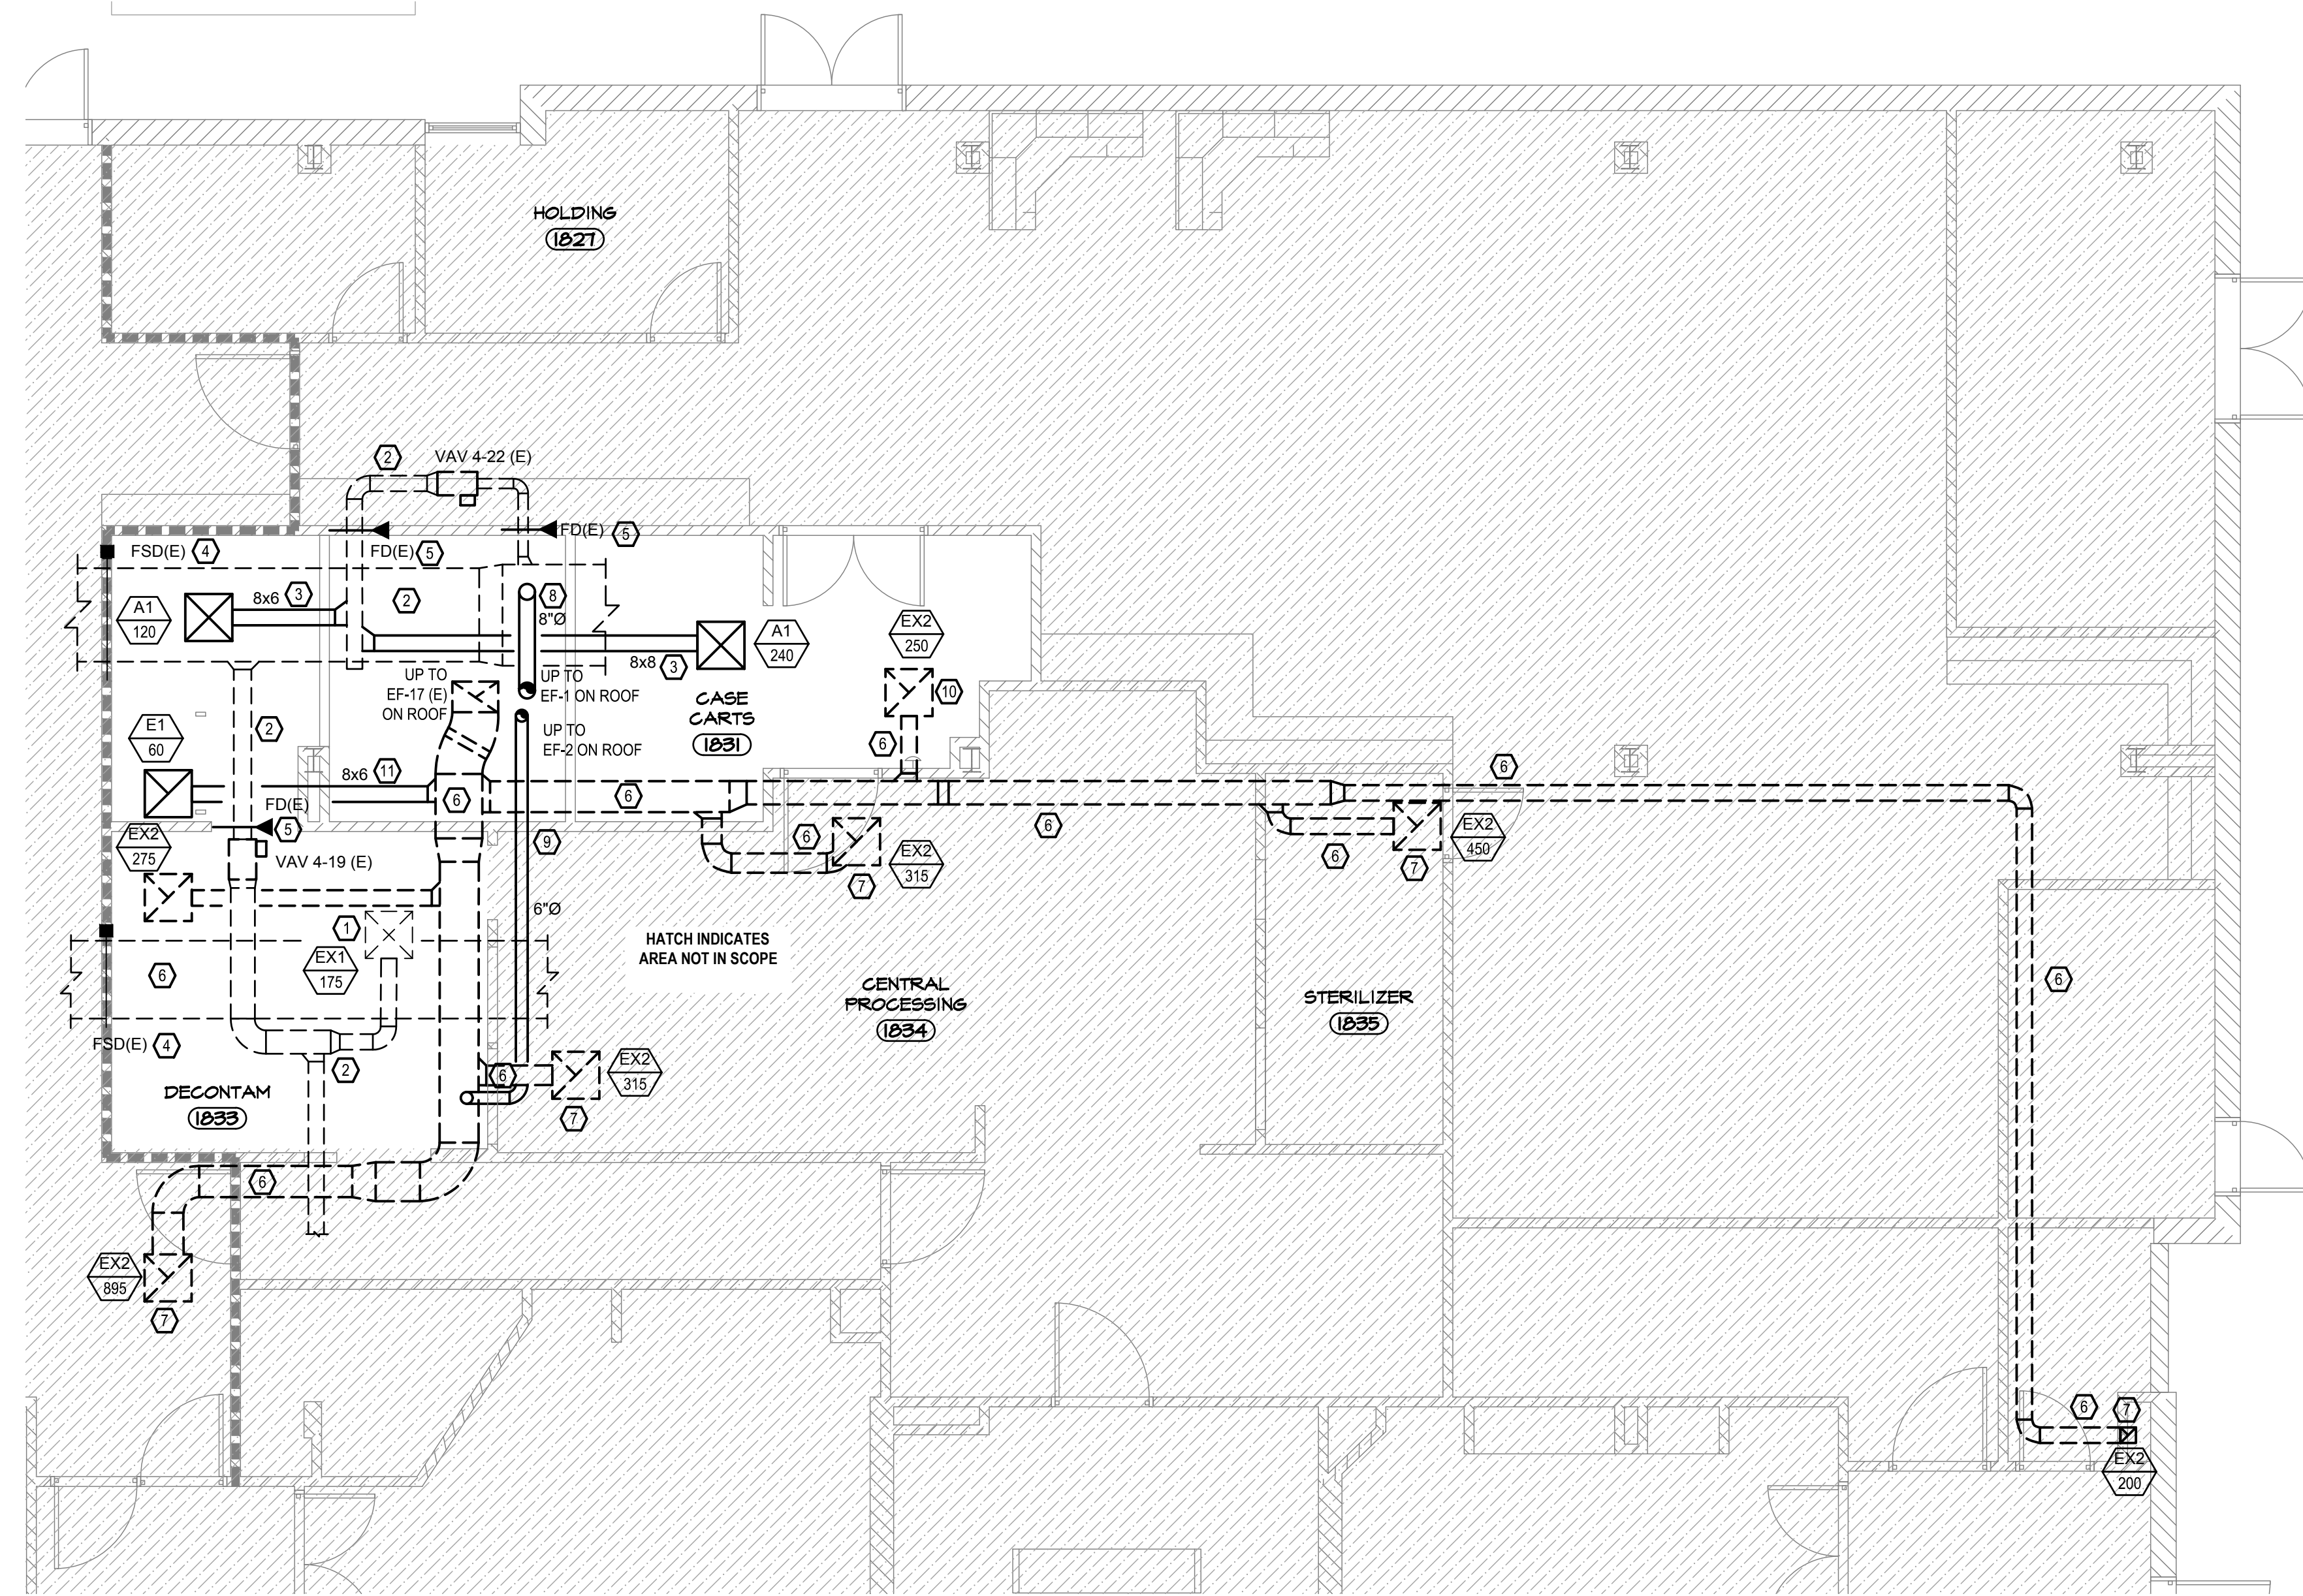 HOLDING
1827
2
VAV 4-22 (E)
FSD(E)
4
FD(E)
5
FD(E)
5
A1
120
8x6
3
2
8
8"Ø
A1
240
8x8
3
EX2
250
10
UP TO
EF-17 (E)
ON ROOF
UP TO
EF-1 ON ROOF
CASE
CARTS
1831
E1
60
2
UP TO
EF-2 ON ROOF
6
8x6
11
6
6
6
6
FD(E)
5
EX2
275
VAV 4-19 (E)
9
6
EX2
315
7
6
EX2
450
7
1
6"Ø
EX1
175
6
HATCH INDICATES
AREA NOT IN SCOPE
CENTRAL
PROCESSING
1834
STERILIZER
1835
6
FSD(E)
4
2
6
EX2
315
7
DECONTAM
1833
6
EX2
895
7
6
7
EX2
200